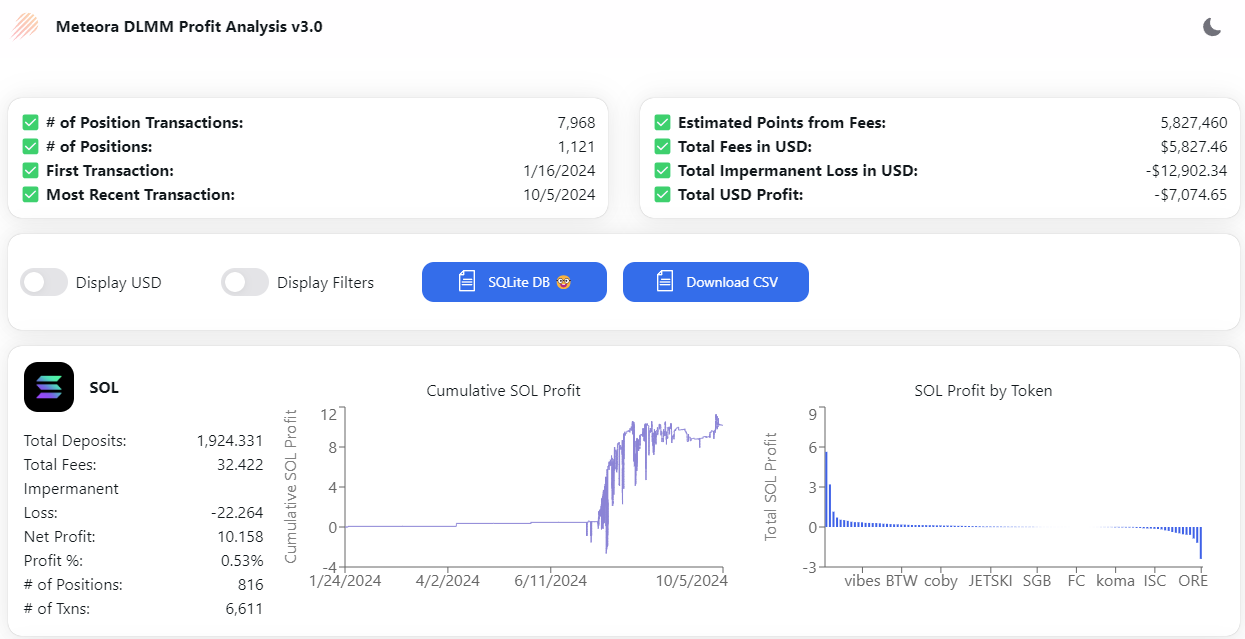 Meteora DLMM Profit Analysis v3.0
# of Position Transactions: 7,968
# of Positions: 1,121
First Transaction: 1/16/2024
Most Recent Transaction: 10/5/2024
Estimated Points from Fees: 5,827,460
Total Fees in USD: $5,827.46
Total Impermanent Loss in USD: -$12,902.34
Total USD Profit: -$7,074.65
Display USD
Display Filters
SQLite DB 🤓
Download CSV
SOL
Total Deposits: 1,924.331
Total Fees: 32.422
Impermanent
Loss: -22.264
Net Profit: 10.158
Profit %: 0.53%
# of Positions: 816
# of Txns: 6,611
Cumulative SOL Profit
Cumulative SOL Profit
12
8
4
0
-4
1/24/2024 4/2/2024 6/11/2024 10/5/2024
SOL Profit by Token
Total SOL Profit
9
6
3
0
-3
vibes BTW coby JETSKI SGB FC koma ISC ORE